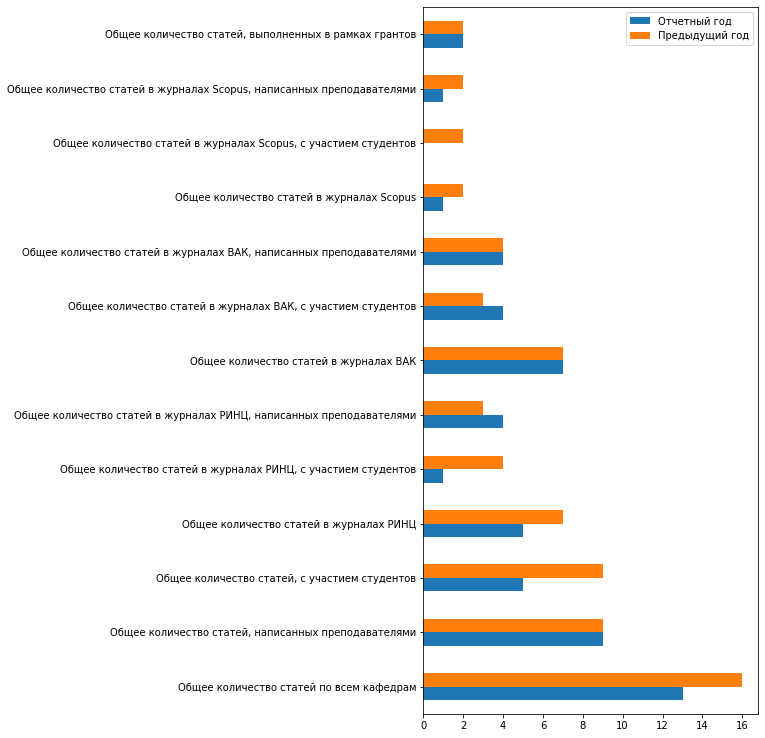 Отчетный год
Предыдущий год
Общее количество статей, выполненных в рамках грантов
Общее количество статей в журналах Scopus, написанных преподавателями
Общее количество статей в журналах Scopus, с участием студентов
Общее количество статей в журналах Scopus
Общее количество статей в журналах ВАК, написанных преподавателями
Общее количество статей в журналах ВАК, с участием студентов
Общее количество статей в журналах ВАК
Общее количество статей в журналах РИНЦ, написанных преподавателями
Общее количество статей в журналах РИНЦ, с участием студентов
Общее количество статей в журналах РИНЦ
Общее количество статей, с участием студентов
Общее количество статей, написанных преподавателями
Общее количество статей по всем кафедрам
0 2 4 6 8 10 12 14 16